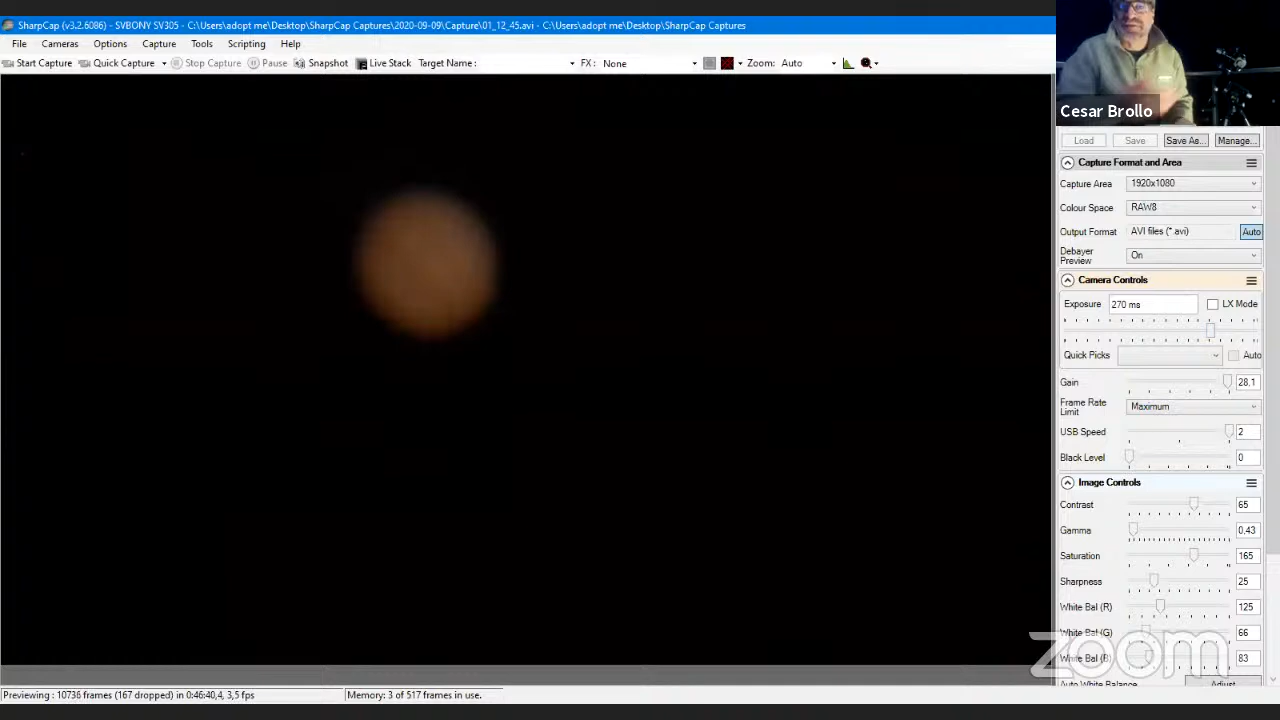 SharpCap (v3.2.6086) - SVBONY SV305 - C:\Users\adopt me\Desktop\SharpCap Captures\2020-09-09\Capture\01_12_45.avi - C:\Users\adopt me\Desktop\SharpCap Captures
File Cameras Options Capture Tools Scripting Help
Start Capture Quick Capture Stop Capture Pause Snapshot Live Stack Target Name : FX : None Zoom: Auto
Cesar Brollo
Load Save Save As... Manage...
Capture Format and Area
Capture Area 1920x1080
Colour Space RAW8
Output Format AVI files (*.avi) Auto
Debayer Preview On
Camera Controls
Exposure 270 ms LX Mode
Quick Picks Auto
Gain 28,1
Frame Rate Limit Maximum
USB Speed 2
Black Level 0
Image Controls
Contrast 65
Gamma 0,43
Saturation 165
Sharpness 25
White Bal (R) 125
White Bal (G) 66
White Bal (B) 83
Auto White Balance Adjust
zoom
Previewing : 10736 frames (167 dropped) in 0:46:40,4, 3,5 fps Memory: 3 of 517 frames in use.